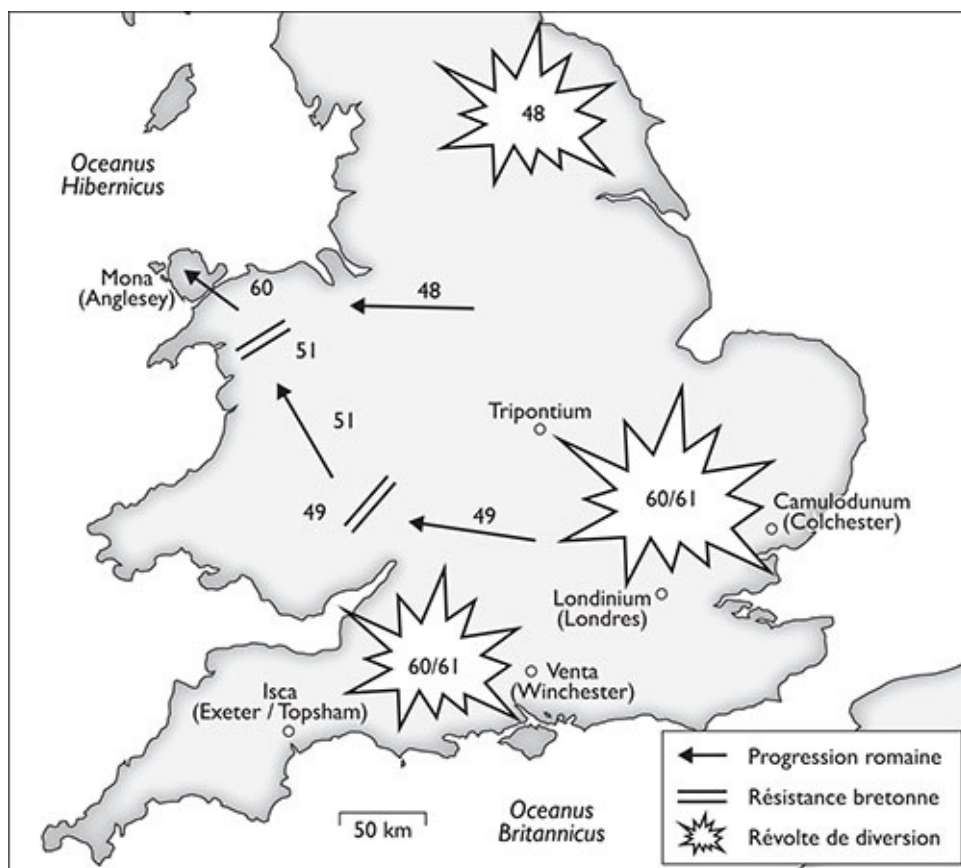 48
Oceanus
Hibernicus
Mona
(Anglesey)
60
48
51
51
Tripontium
49
49
60/61
Camulodunum
(Colchester)
Londinium
(Londres)
60/61
Venta
(Winchester)
Isca
(Exeter / Topsham)
50 km
Oceanus
Britannicus
Progression romaine
Résistance bretonne
Révolte de diversion